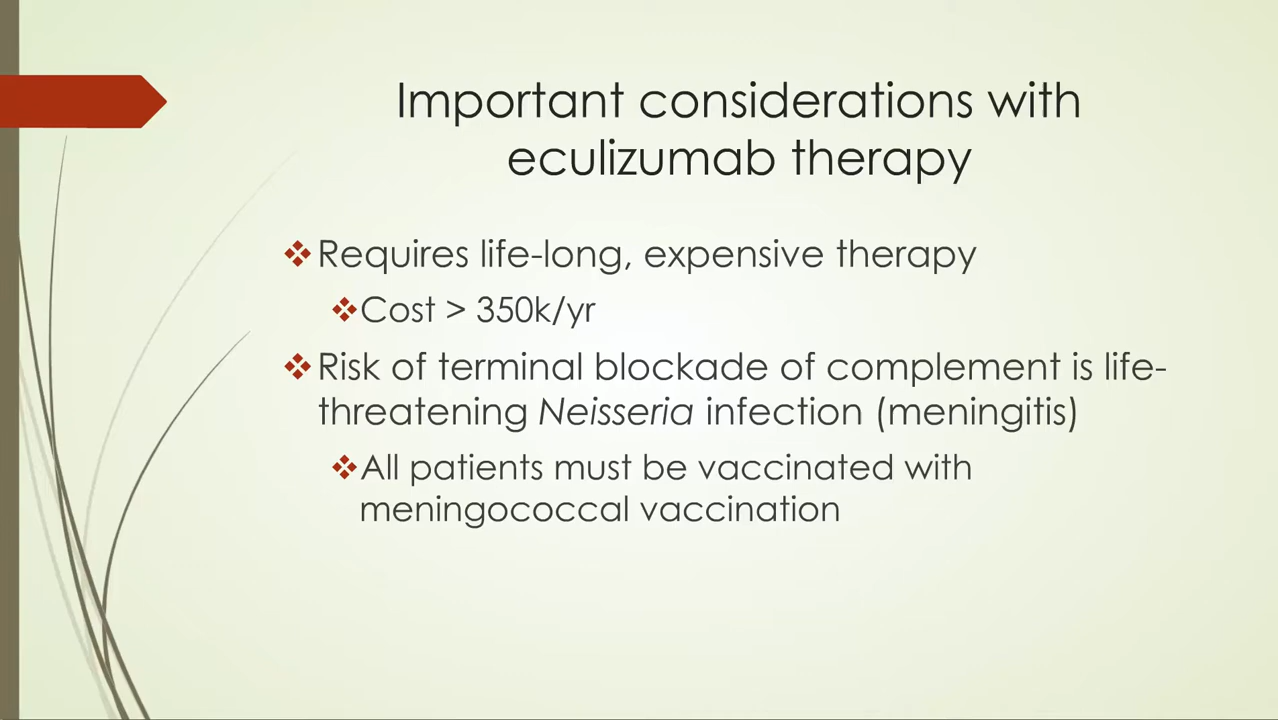 Important considerations with
eculizumab therapy
Requires life-long, expensive therapy
Cost > 350k/yr
Risk of terminal blockade of complement is life-
threatening Neisseria infection (meningitis)
All patients must be vaccinated with
meningococcal vaccination